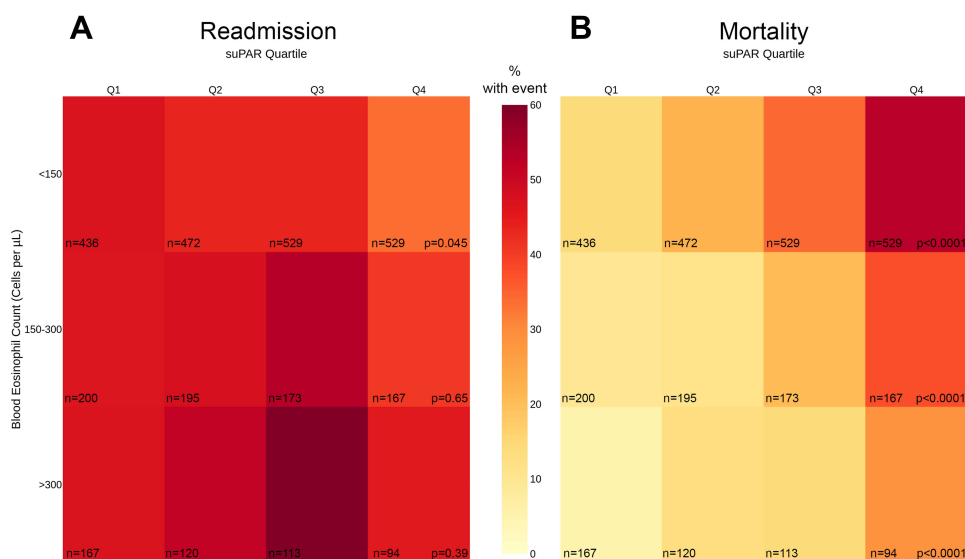 A Readmission
suPAR Quartile
Q1 Q2 Q3 Q4
<150
n=436 n=472 n=529 n=529 p=0.045
150-300
n=200 n=195 n=173 n=167 p=0.65
>300
n=167 n=120 n=113 n=94 p=0.39
Blood Eosinophil Count (Cells per µL)
%
with event
60
50
40
30
20
10
0
B Mortality
suPAR Quartile
Q1 Q2 Q3 Q4
n=436 n=472 n=529 n=529 p<0.0001
n=200 n=195 n=173 n=167 p<0.0001
n=167 n=120 n=113 n=94 p<0.0001